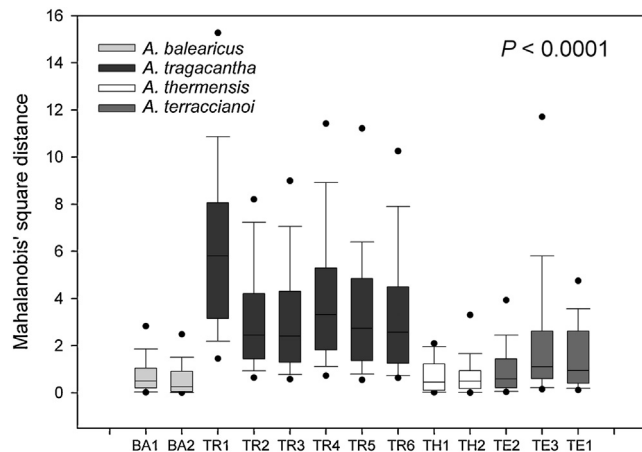 16
14
12
10
8
6
4
2
0
Mahalanobis' square distance
A. balearicus
A. tragacantha
A. thermensis
A. terraccianoi
P < 0.0001
BA1 BA2 TR1 TR2 TR3 TR4 TR5 TR6 TH1 TH2 TE2 TE3 TE1